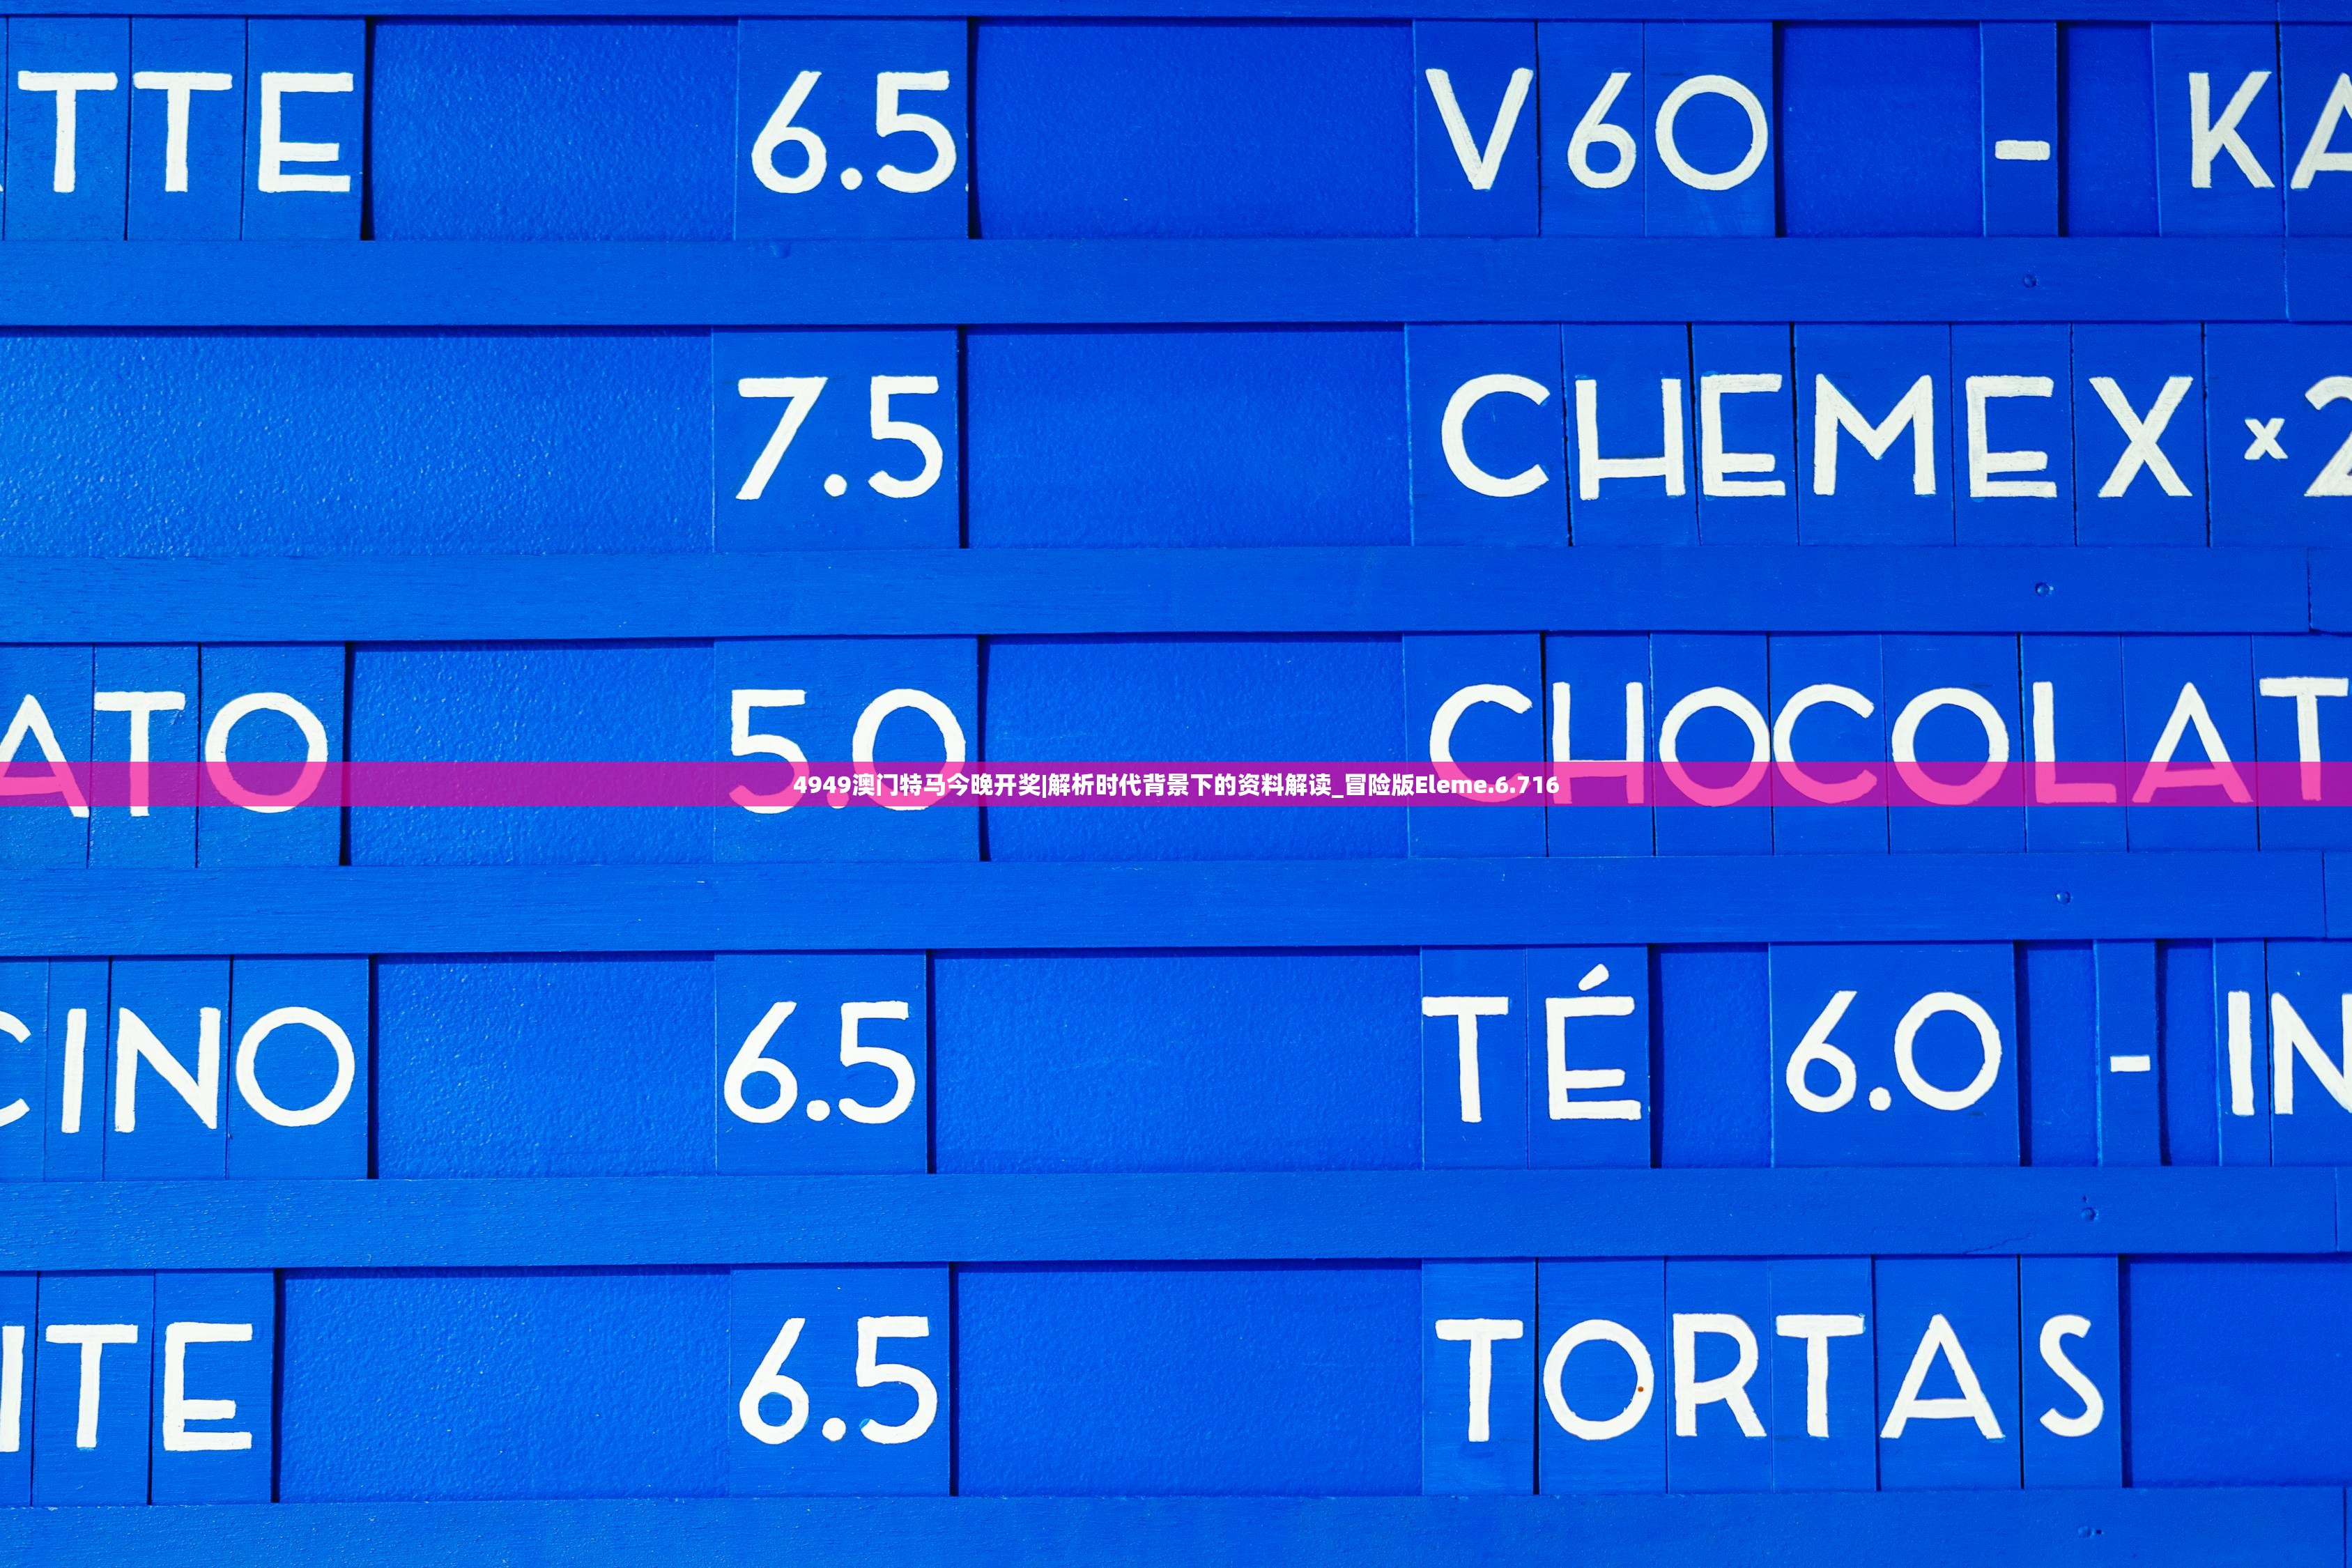 TTE 6.5 V60 - KA
7.5 CHEMEX x2
ATO 5.0 CHOCOLAT
4949澳门特马今晚开奖|解析时代背景下的资料解读_冒险版Eleme.6.716
CINO 6.5 TÉ 6.0 - IN
ITE 6.5 TORTAS